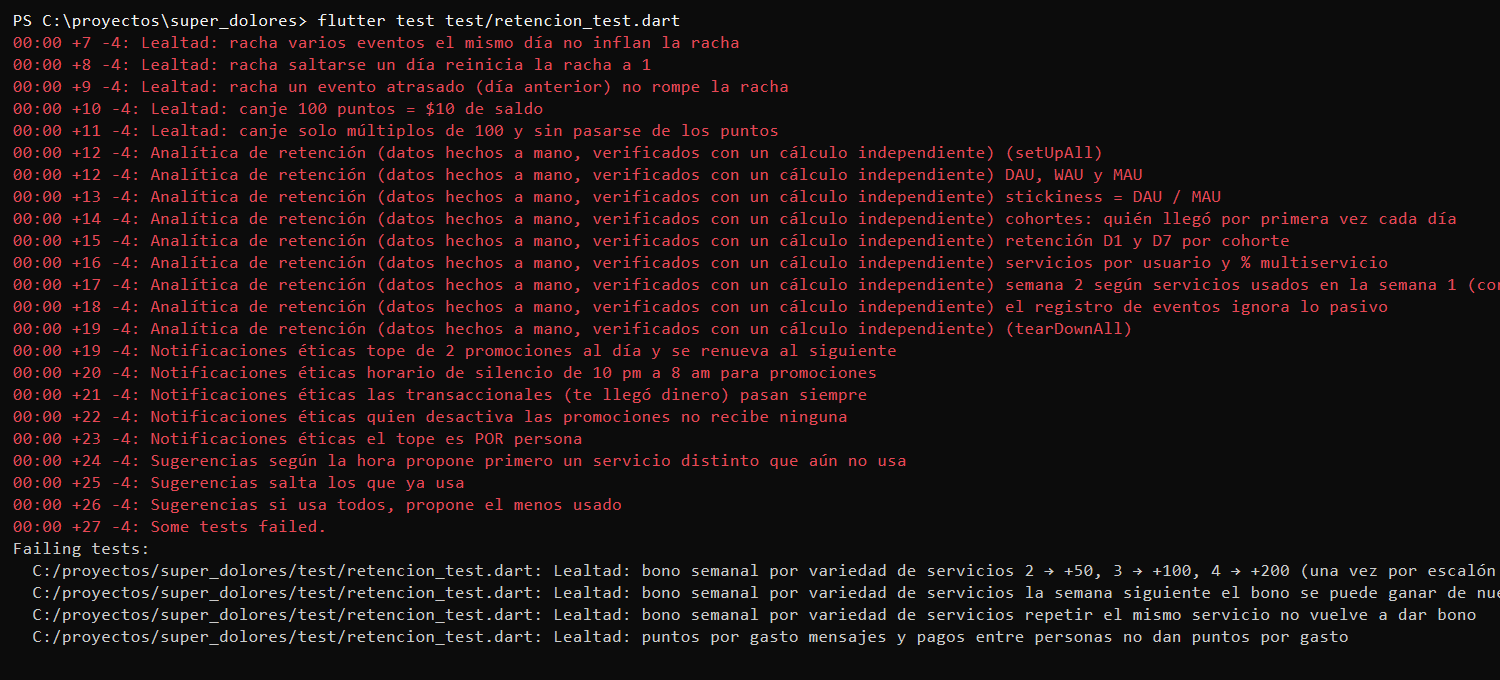 PS C:\proyectos\super_dolores> flutter test test/retencion_test.dart
00:00 +7 -4: Lealtad: racha varios eventos el mismo día no inflan la racha
00:00 +8 -4: Lealtad: racha saltarse un día reinicia la racha a 1
00:00 +9 -4: Lealtad: racha un evento atrasado (día anterior) no rompe la racha
00:00 +10 -4: Lealtad: canje 100 puntos = $10 de saldo
00:00 +11 -4: Lealtad: canje solo múltiplos de 100 y sin pasarse de los puntos
00:00 +12 -4: Analítica de retención (datos hechos a mano, verificados con un cálculo independiente) (setUpAll)
00:00 +12 -4: Analítica de retención (datos hechos a mano, verificados con un cálculo independiente) DAU, WAU y MAU
00:00 +13 -4: Analítica de retención (datos hechos a mano, verificados con un cálculo independiente) stickiness = DAU / MAU
00:00 +14 -4: Analítica de retención (datos hechos a mano, verificados con un cálculo independiente) cohortes: quién llegó por primera vez cada día
00:00 +15 -4: Analítica de retención (datos hechos a mano, verificados con un cálculo independiente) retención D1 y D7 por cohorte
00:00 +16 -4: Analítica de retención (datos hechos a mano, verificados con un cálculo independiente) servicios por usuario y % multiservicio
00:00 +17 -4: Analítica de retención (datos hechos a mano, verificados con un cálculo independiente) semana 2 según servicios usados en la semana 1 (co
00:00 +18 -4: Analítica de retención (datos hechos a mano, verificados con un cálculo independiente) el registro de eventos ignora lo pasivo
00:00 +19 -4: Analítica de retención (datos hechos a mano, verificados con un cálculo independiente) (tearDownAll)
00:00 +19 -4: Notificaciones éticas tope de 2 promociones al día y se renueva al siguiente
00:00 +20 -4: Notificaciones éticas horario de silencio de 10 pm a 8 am para promociones
00:00 +21 -4: Notificaciones éticas las transaccionales (te llegó dinero) pasan siempre
00:00 +22 -4: Notificaciones éticas quien desactiva las promociones no recibe ninguna
00:00 +23 -4: Notificaciones éticas el tope es POR persona
00:00 +24 -4: Sugerencias según la hora propone primero un servicio distinto que aún no usa
00:00 +25 -4: Sugerencias salta los que ya usa
00:00 +26 -4: Sugerencias si usa todos, propone el menos usado
00:00 +27 -4: Some tests failed.
Failing tests:
C:/proyectos/super_dolores/test/retencion_test.dart: Lealtad: bono semanal por variedad de servicios 2 → +50, 3 → +100, 4 → +200 (una vez por escalón
C:/proyectos/super_dolores/test/retencion_test.dart: Lealtad: bono semanal por variedad de servicios la semana siguiente el bono se puede ganar de nue
C:/proyectos/super_dolores/test/retencion_test.dart: Lealtad: bono semanal por variedad de servicios repetir el mismo servicio no vuelve a dar bono
C:/proyectos/super_dolores/test/retencion_test.dart: Lealtad: puntos por gasto mensajes y pagos entre personas no dan puntos por gasto